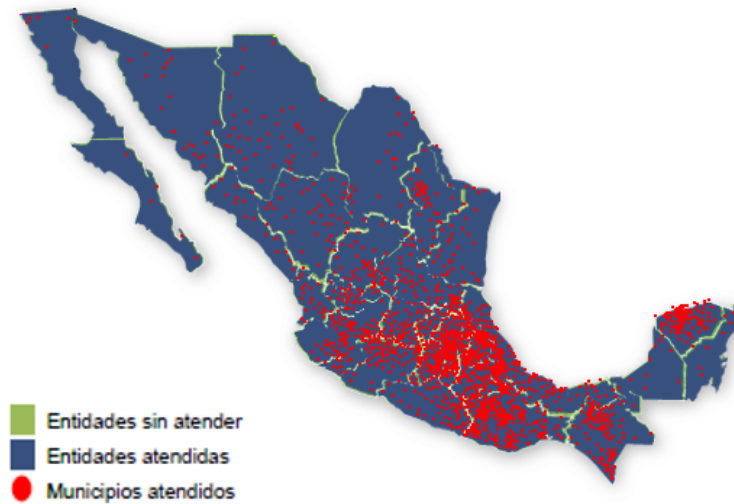 Entidades sin atender
Entidades atendidas
Municipios atendidos